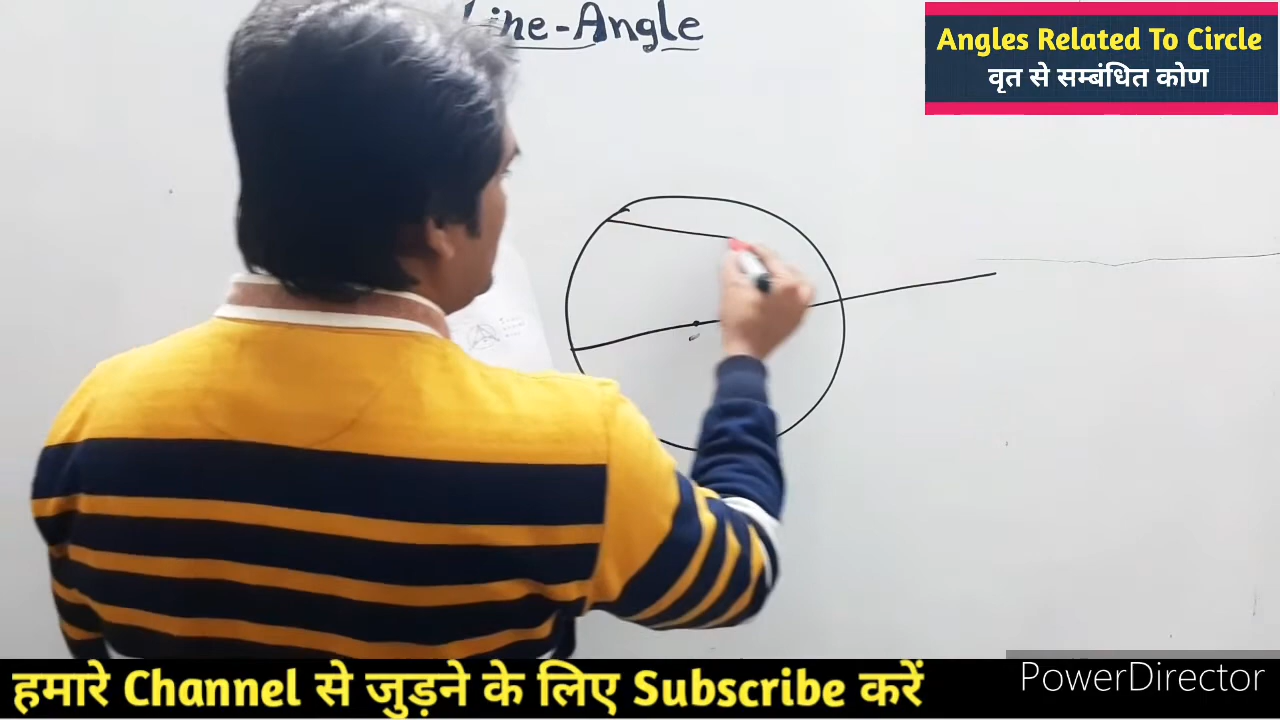 Line-Angle
Angles Related To Circle
वृत से सम्बंधित कोण
हमारे Channel से जुड़ने के लिए Subscribe करें
PowerDirector